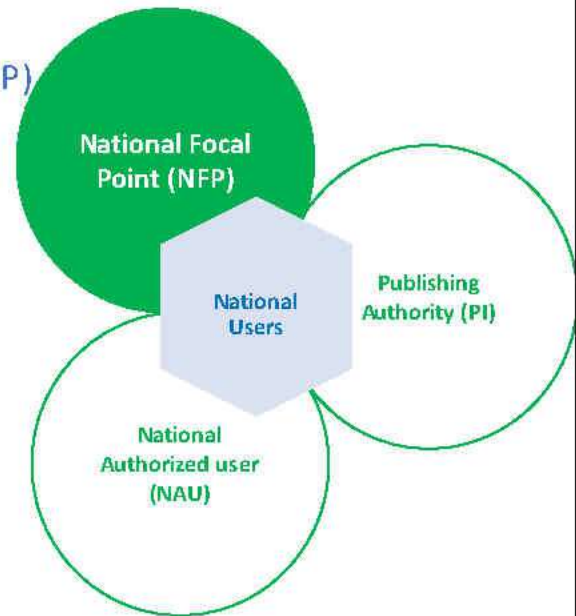 P)
National Focal
Point (NFP)
National
Users
Publishing
Authority (PI)
National
Authorized user
(NAU)